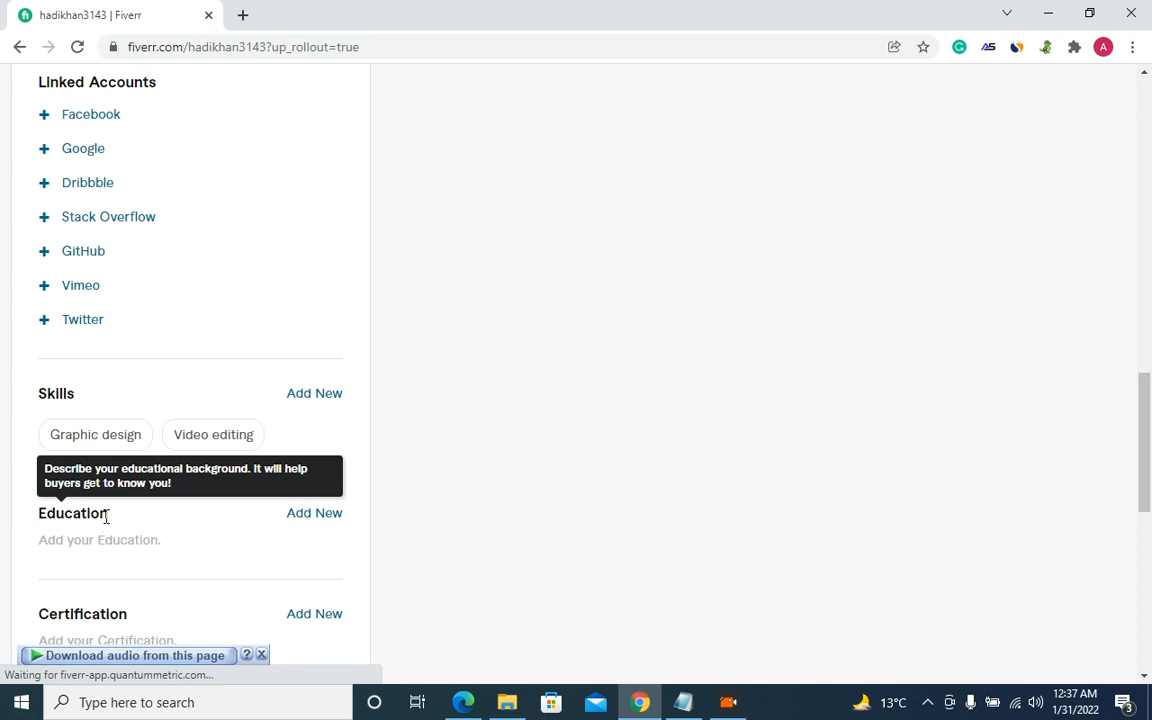 hadikhan3143 | Fiverr
fiverr.com/hadikhan3143?up_rollout=true
A
Linked Accounts
+ Facebook
+ Google
+ Dribbble
+ Stack Overflow
+ GitHub
+ Vimeo
+ Twitter
Skills Add New
Graphic design Video editing
Describe your educational background. It will help
buyers get to know you!
Education Add New
Add your Education.
Certification Add New
Add your Certification.
Download audio from this page ? X
Waiting for fiverr-app.quantummetric.com...
Type here to search
13°C
12:37 AM
1/31/2022
3